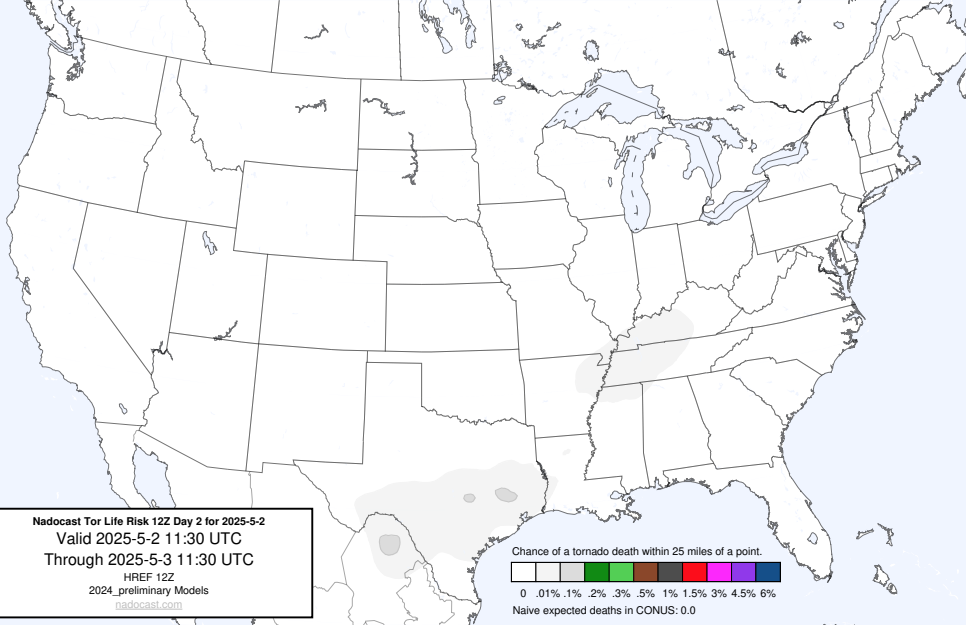 Nadocast Tor Life Risk 12Z Day 2 for 2025-5-2
Valid 2025-5-2 11:30 UTC
Through 2025-5-3 11:30 UTC
HREF 12Z
2024_preliminary Models
nadocast.com
Chance of a tornado death within 25 miles of a point.
0 .01% .1% .2% .3% .5% 1% 1.5% 3% 4.5% 6%
Naive expected deaths in CONUS: 0.0